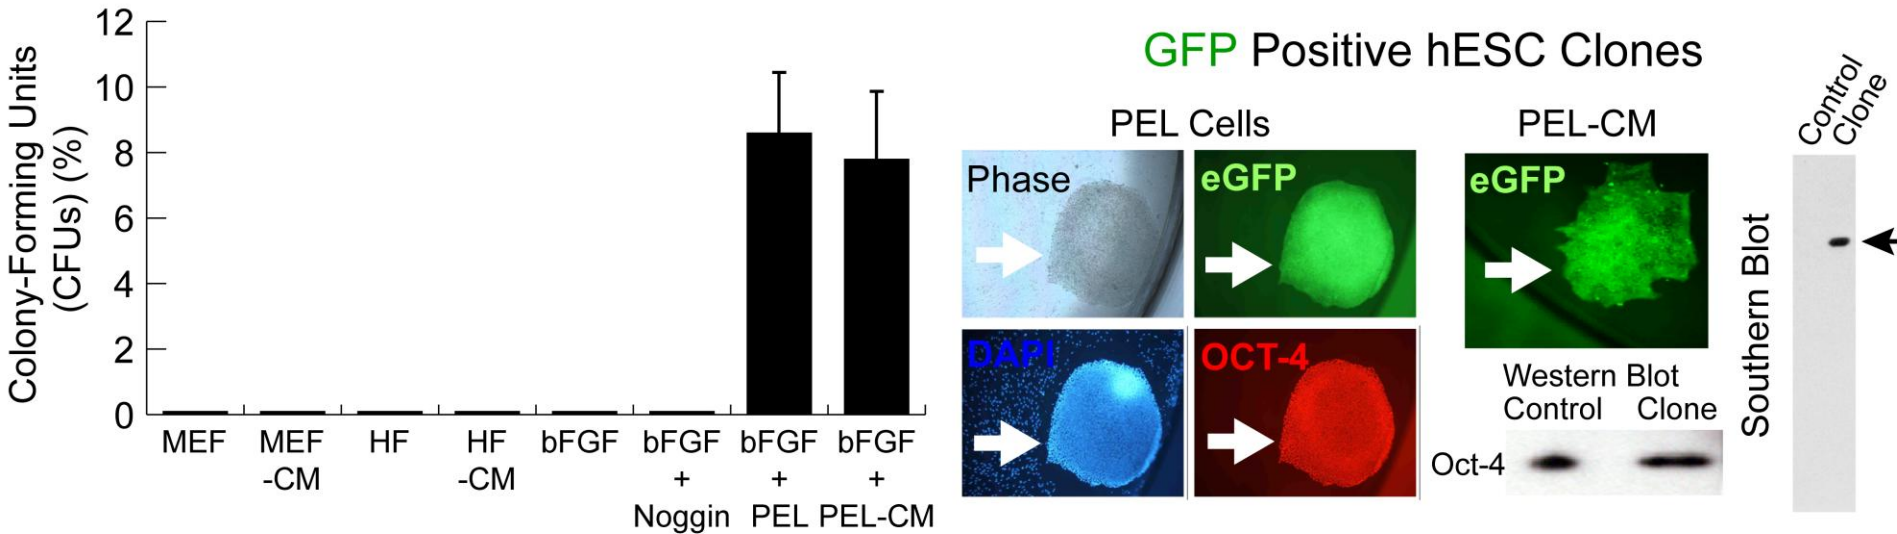 Colony-Forming Units
(CFUs) (%)
12
10
8
6
4
2
0
MEF
MEF
-CM
HF
HF
-CM
bFGF
bFGF
+
Noggin
bFGF
+
PEL
bFGF
+
PEL-CM
GFP Positive hESC Clones
PEL Cells
Phase
eGFP
DAPI
OCT-4
PEL-CM
eGFP
Western Blot
Control Clone
Oct-4
Southern Blot
Control
Clone